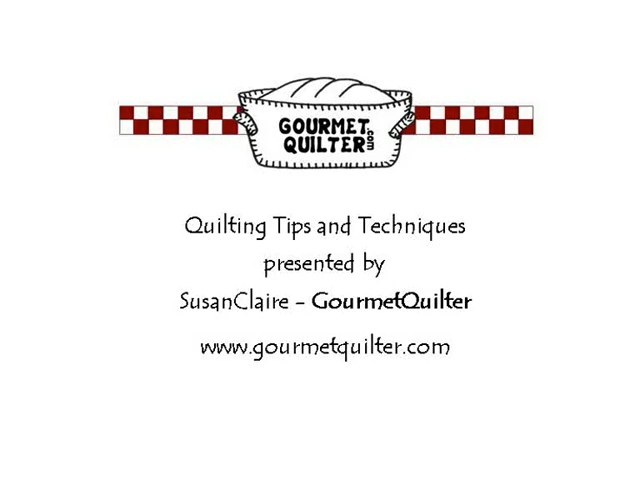 GOURMET
QUILTER.com
Quilting Tips and Techniques
presented by
SusanClaire - GourmetQuilter
www.gourmetquilter.com